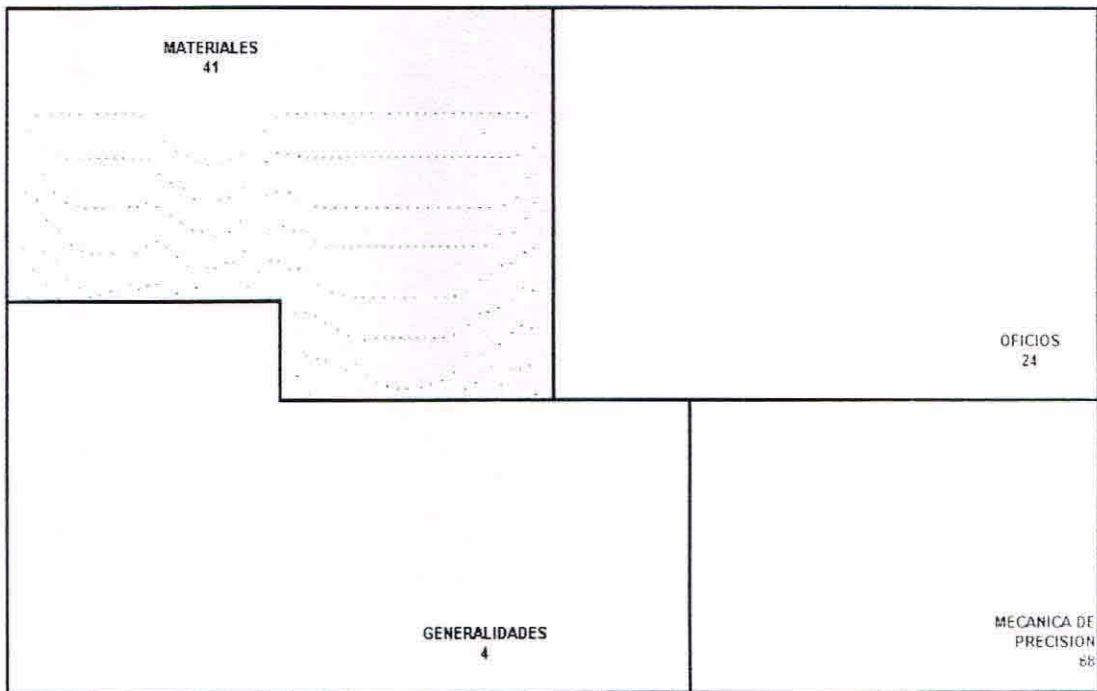 MATERIALES
41
OFICIOS
24
GENERALIDADES
4
MECANICA DE
PRECISION
68